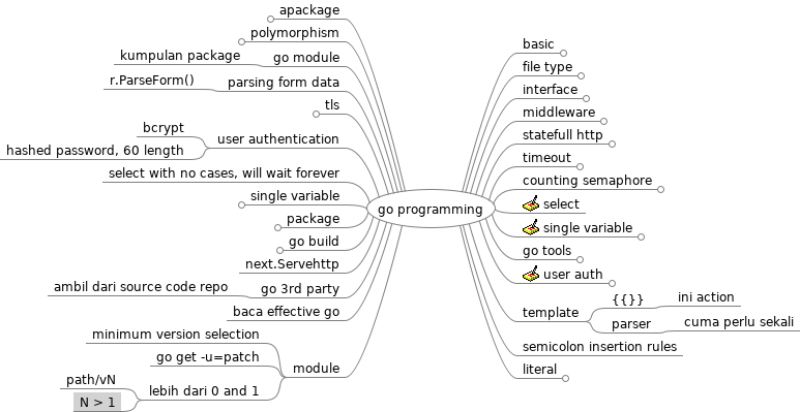 apackage
polymorphism
kumpulan package
go module
r.ParseForm()
parsing form data
tls
bcrypt
hashed password, 60 length
user authentication
select with no cases, will wait forever
single variable
package
go build
next.Servehttp
ambil dari source code repo
go 3rd party
baca effective go
minimum version selection
go get -u=patch
path/vN
N > 1
lebih dari 0 and 1
module
go programming
basic
file type
interface
middleware
statefull http
timeout
counting semaphore
select
single variable
go tools
user auth
template
{{}}
ini action
parser
cuma perlu sekali
semicolon insertion rules
literal